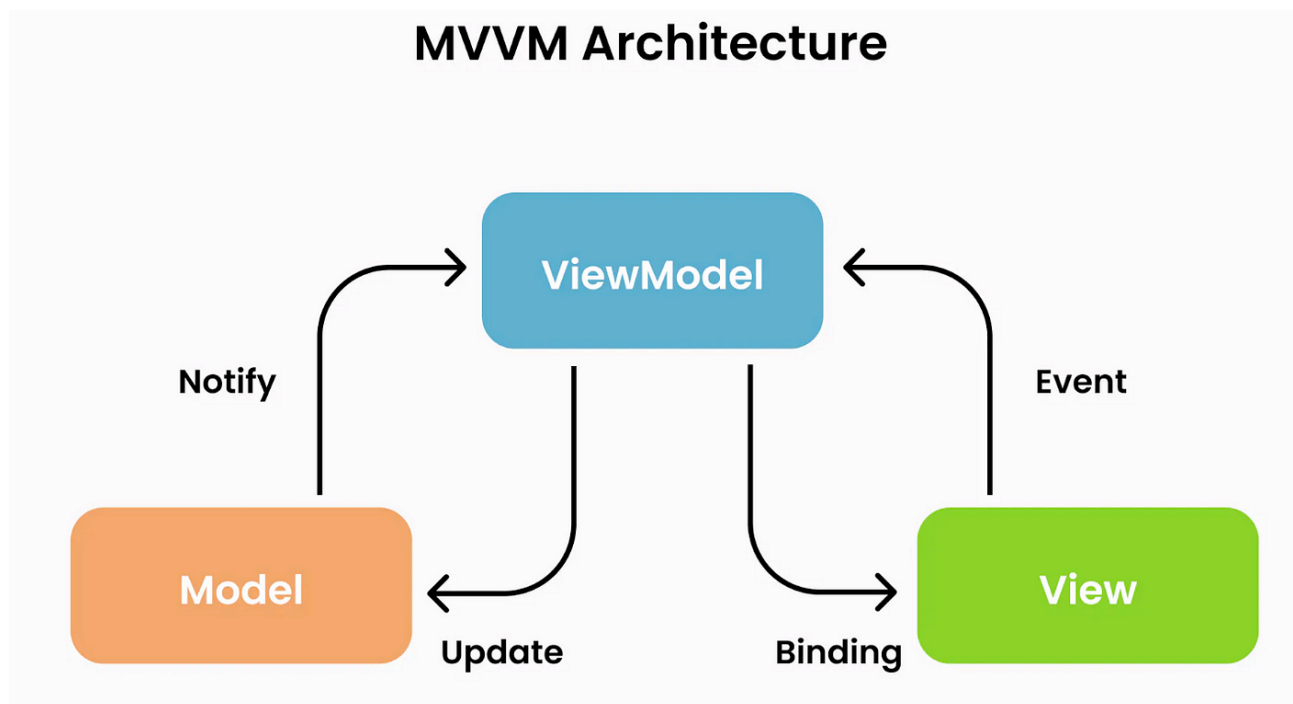 MVVM Architecture
ViewModel
Notify
Event
Model
View
Update
Binding